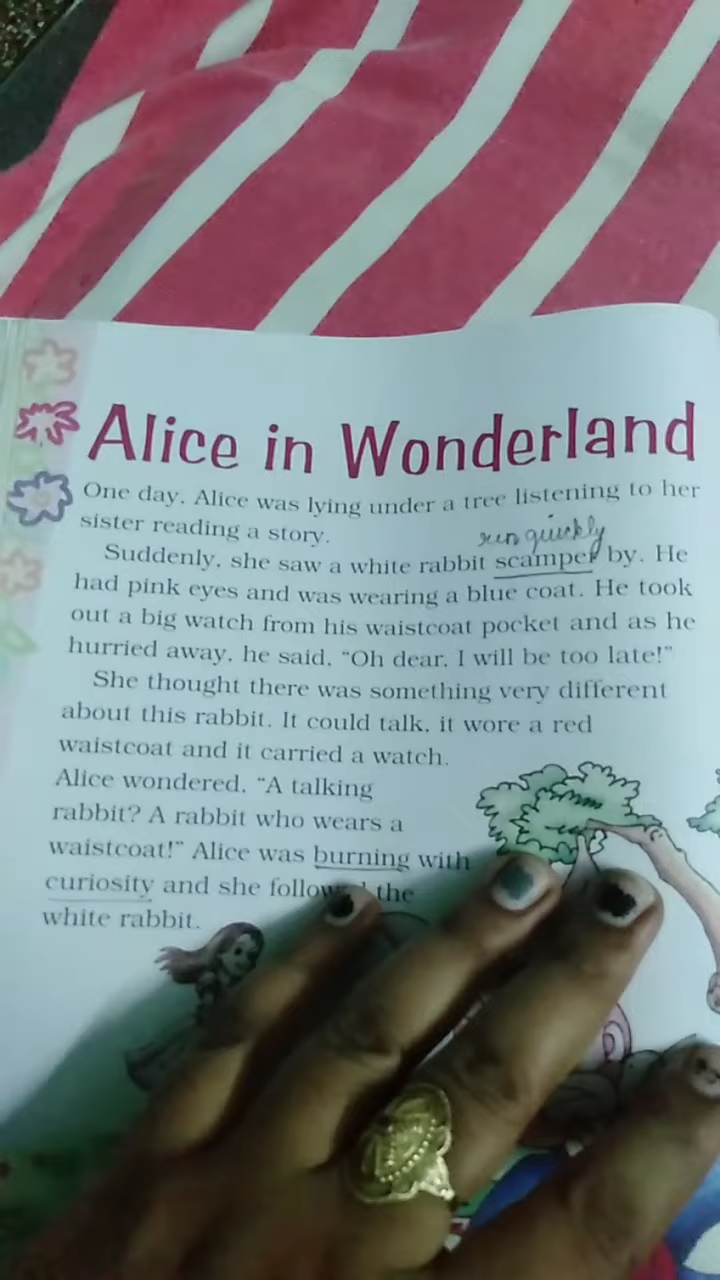 Alice in Wonderland
One day, Alice was lying under a tree listening to her
sister reading a story.
run quickly
Suddenly, she saw a white rabbit scamper by. He
had pink eyes and was wearing a blue coat. He took
out a big watch from his waistcoat pocket and as he
hurried away, he said, “Oh dear, I will be too late!”
She thought there was something very different
about this rabbit. It could talk, it wore a red
waistcoat and it carried a watch.
Alice wondered, “A talking
rabbit? A rabbit who wears a
waistcoat!” Alice was burning with
curiosity and she followed the
white rabbit.